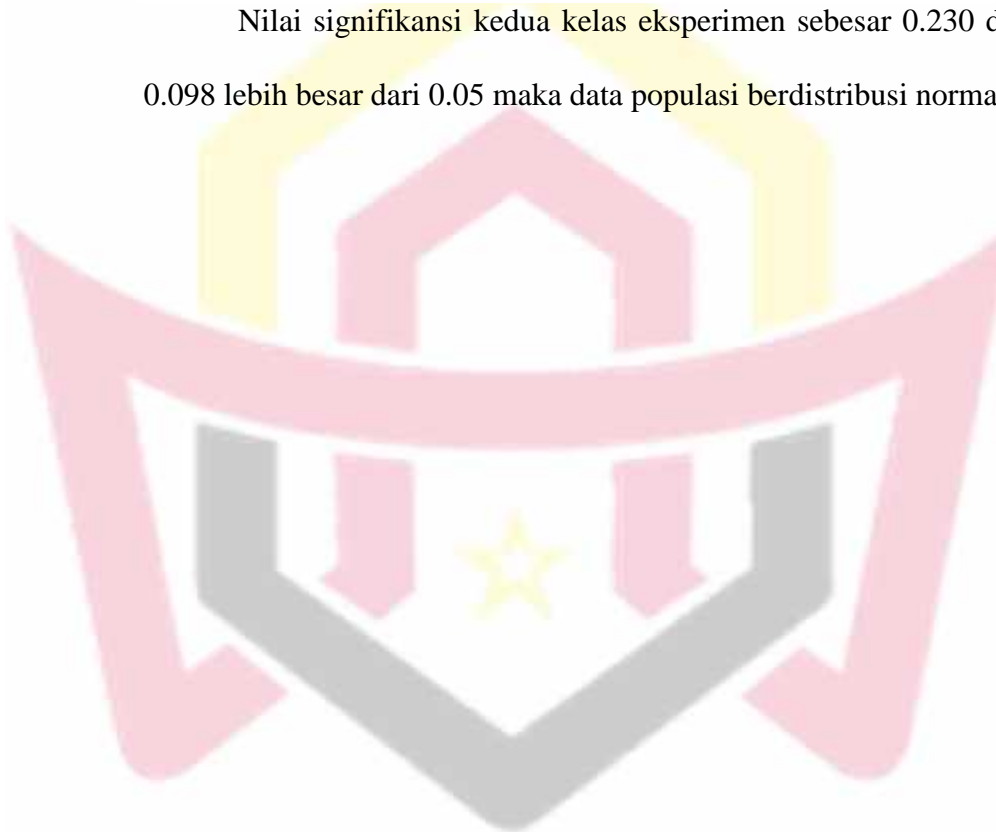 Nilai signifikansi kedua kelas eksperimen sebesar 0.230
0.098 lebih besar dari 0.05 maka data populasi berdistribusi